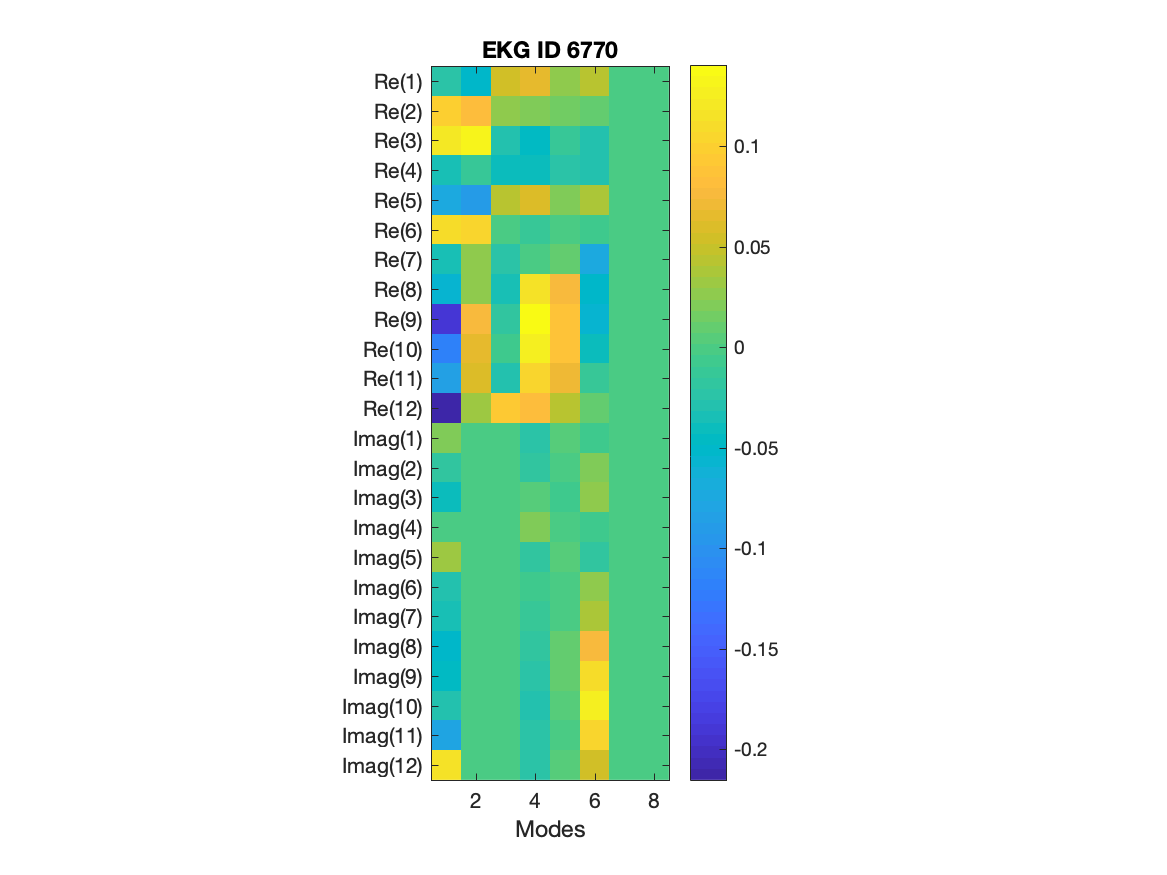 EKG ID 6770
Re(1)
Re(2)
Re(3)
Re(4)
Re(5)
Re(6)
Re(7)
Re(8)
Re(9)
Re(10)
Re(11)
Re(12)
Imag(1)
Imag(2)
Imag(3)
Imag(4)
Imag(5)
Imag(6)
Imag(7)
Imag(8)
Imag(9)
Imag(10)
Imag(11)
Imag(12)
2 4 6 8
Modes
0.1
0.05
0
-0.05
-0.1
-0.15
-0.2